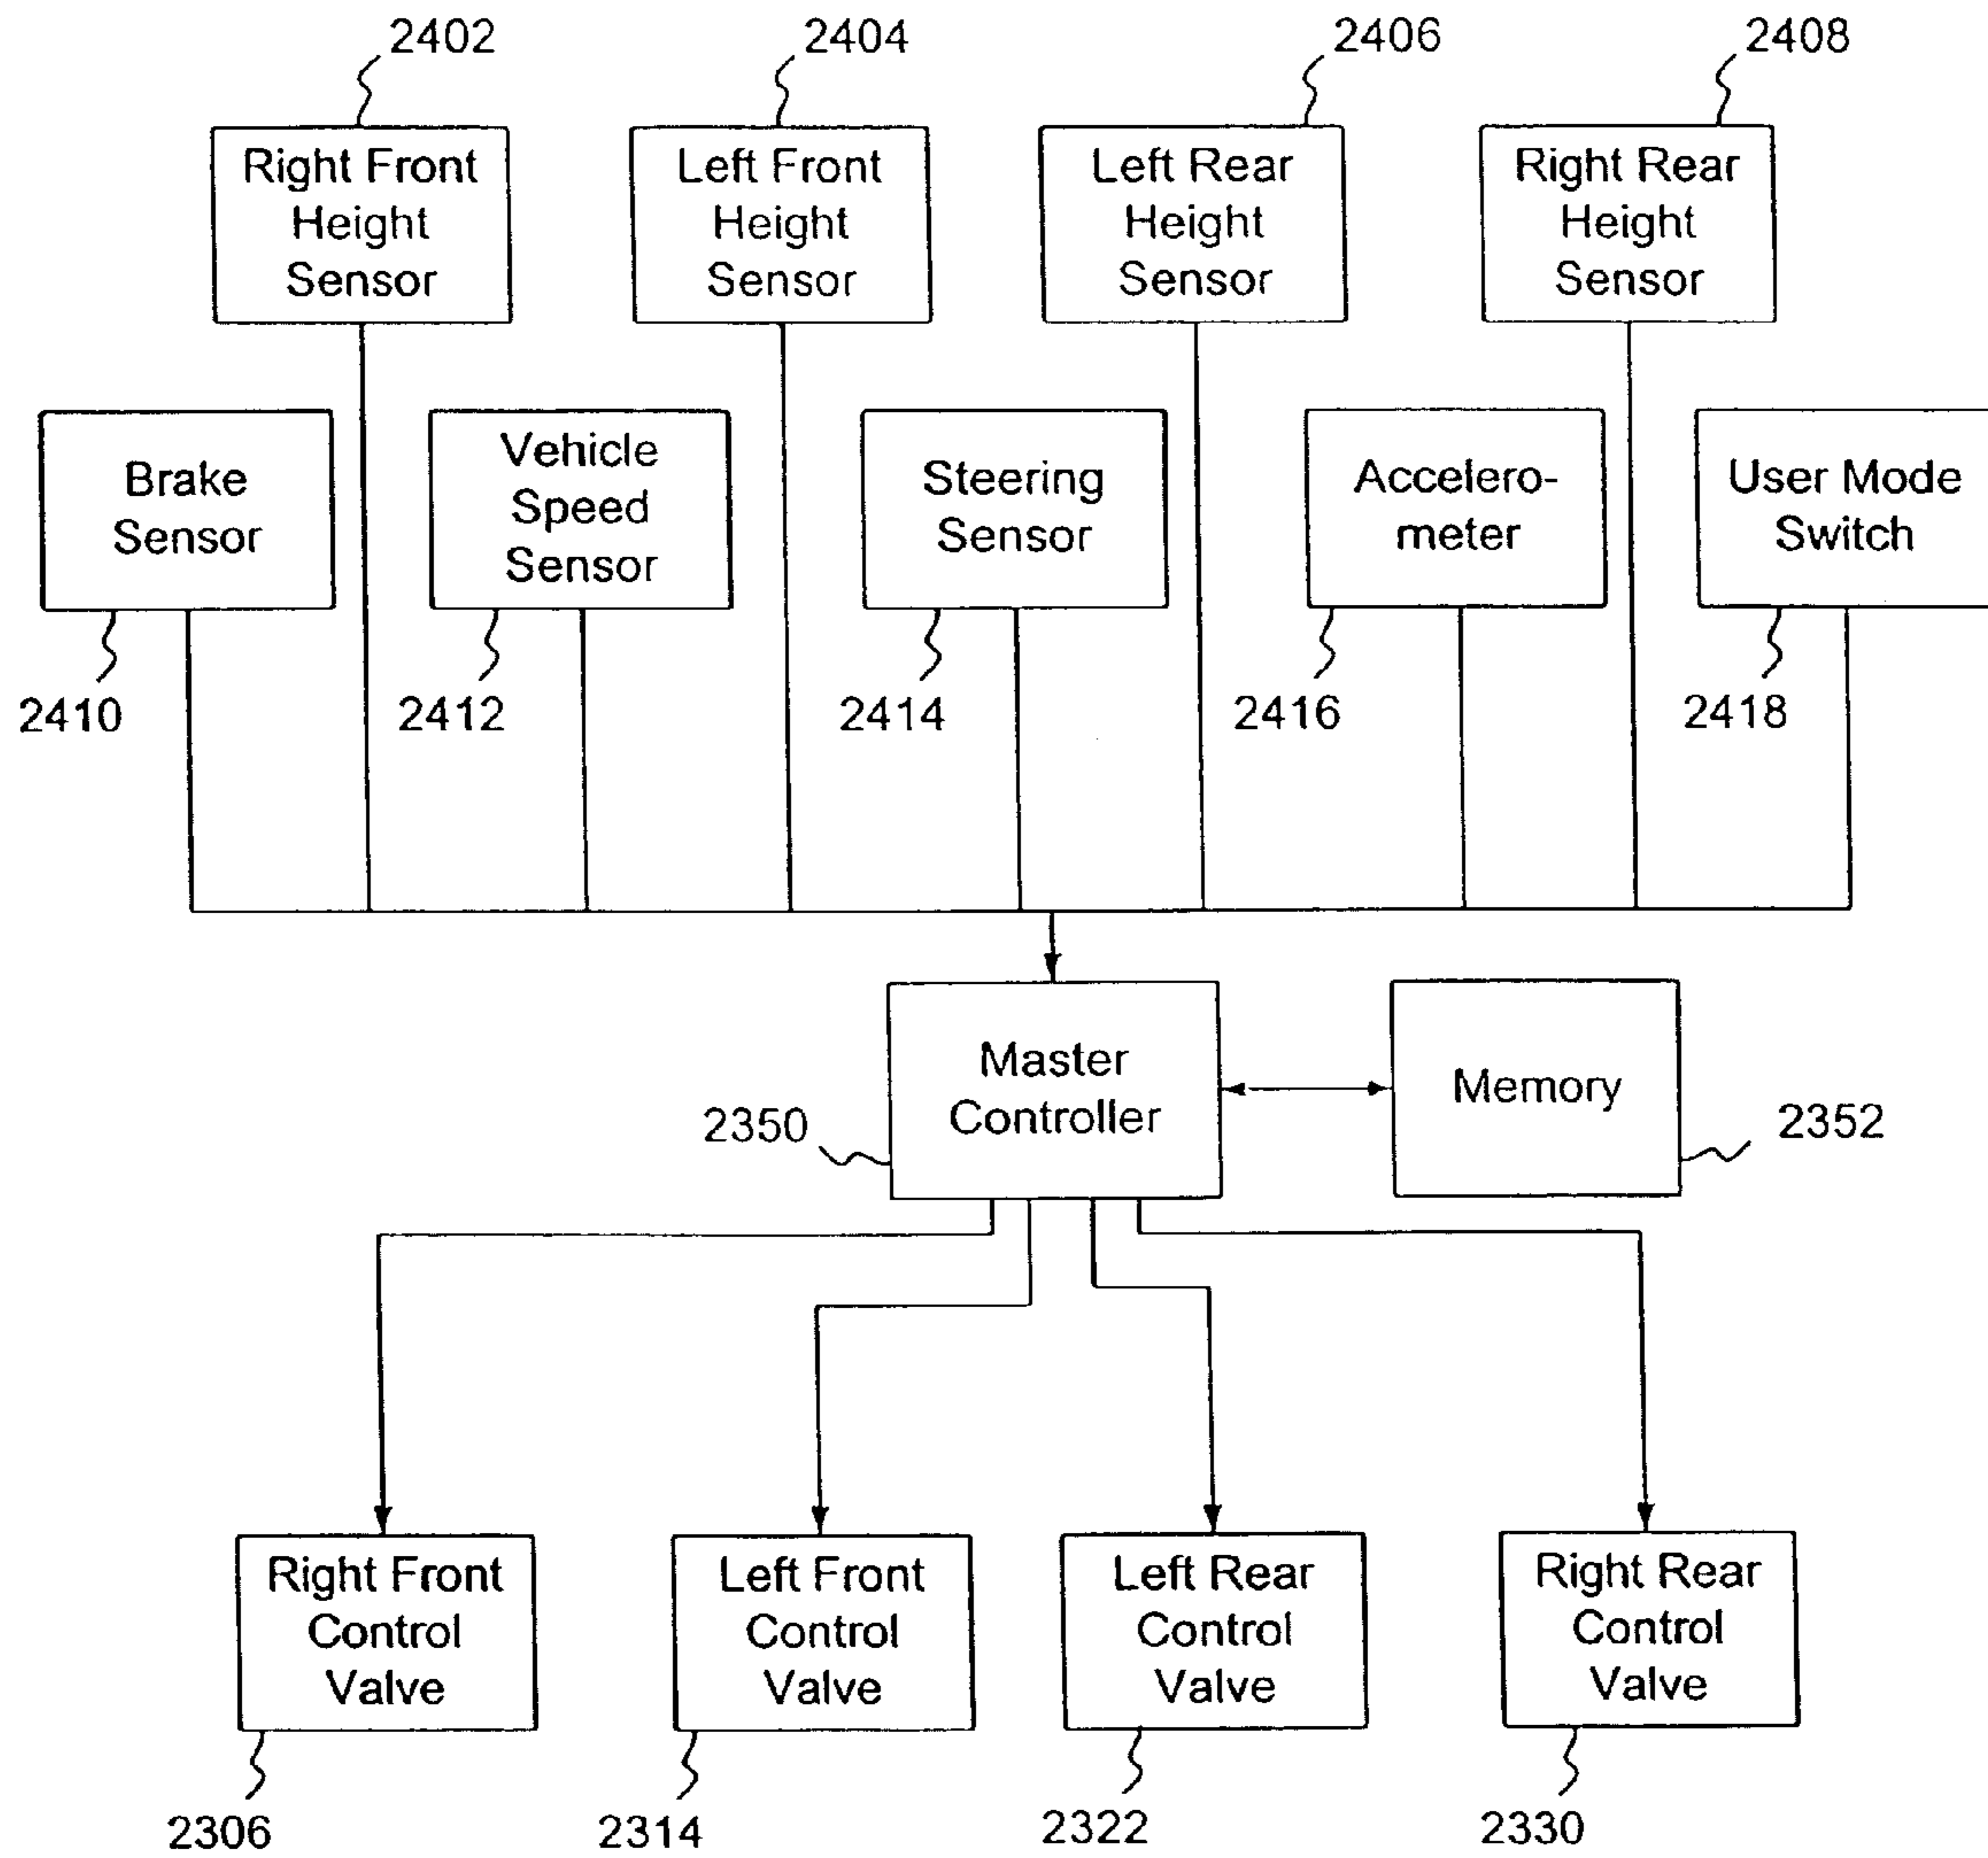 2402
2404
2406
2408
Right Front
Height
Sensor
Left Front
Height
Sensor
Left Rear
Height
Sensor
Right Rear
Height
Sensor
Brake
Sensor
Vehicle
Speed
Sensor
Steering
Sensor
Accelero-
meter
User Mode
Switch
2410
2412
2414
2416
2418
Master
Controller
Memory
2350
2352
Right Front
Control
Valve
Left Front
Control
Valve
Left Rear
Control
Valve
Right Rear
Control
Valve
2306
2314
2322
2330